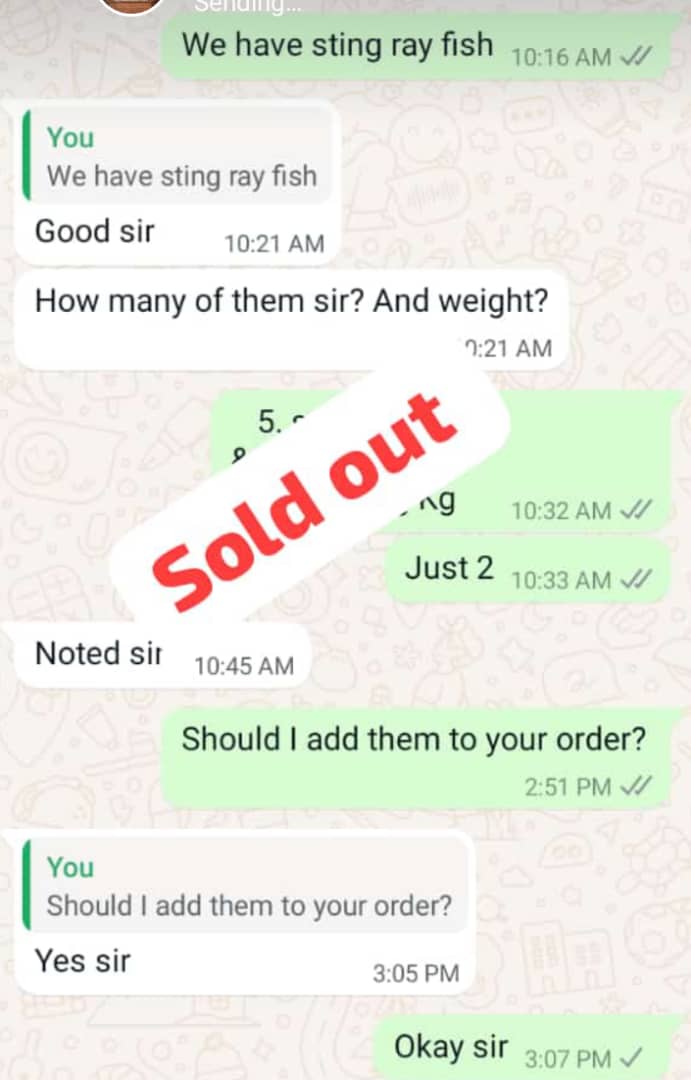 Sending...
We have sting ray fish 10:16 AM
You
We have sting ray fish
Good sir 10:21 AM
How many of them sir? And weight?
:21 AM
5.
&
Sold out
Kg 10:32 AM
Just 2 10:33 AM
Noted sir 10:45 AM
Should I add them to your order?
2:51 PM
You
Should I add them to your order?
Yes sir 3:05 PM
Okay sir 3:07 PM